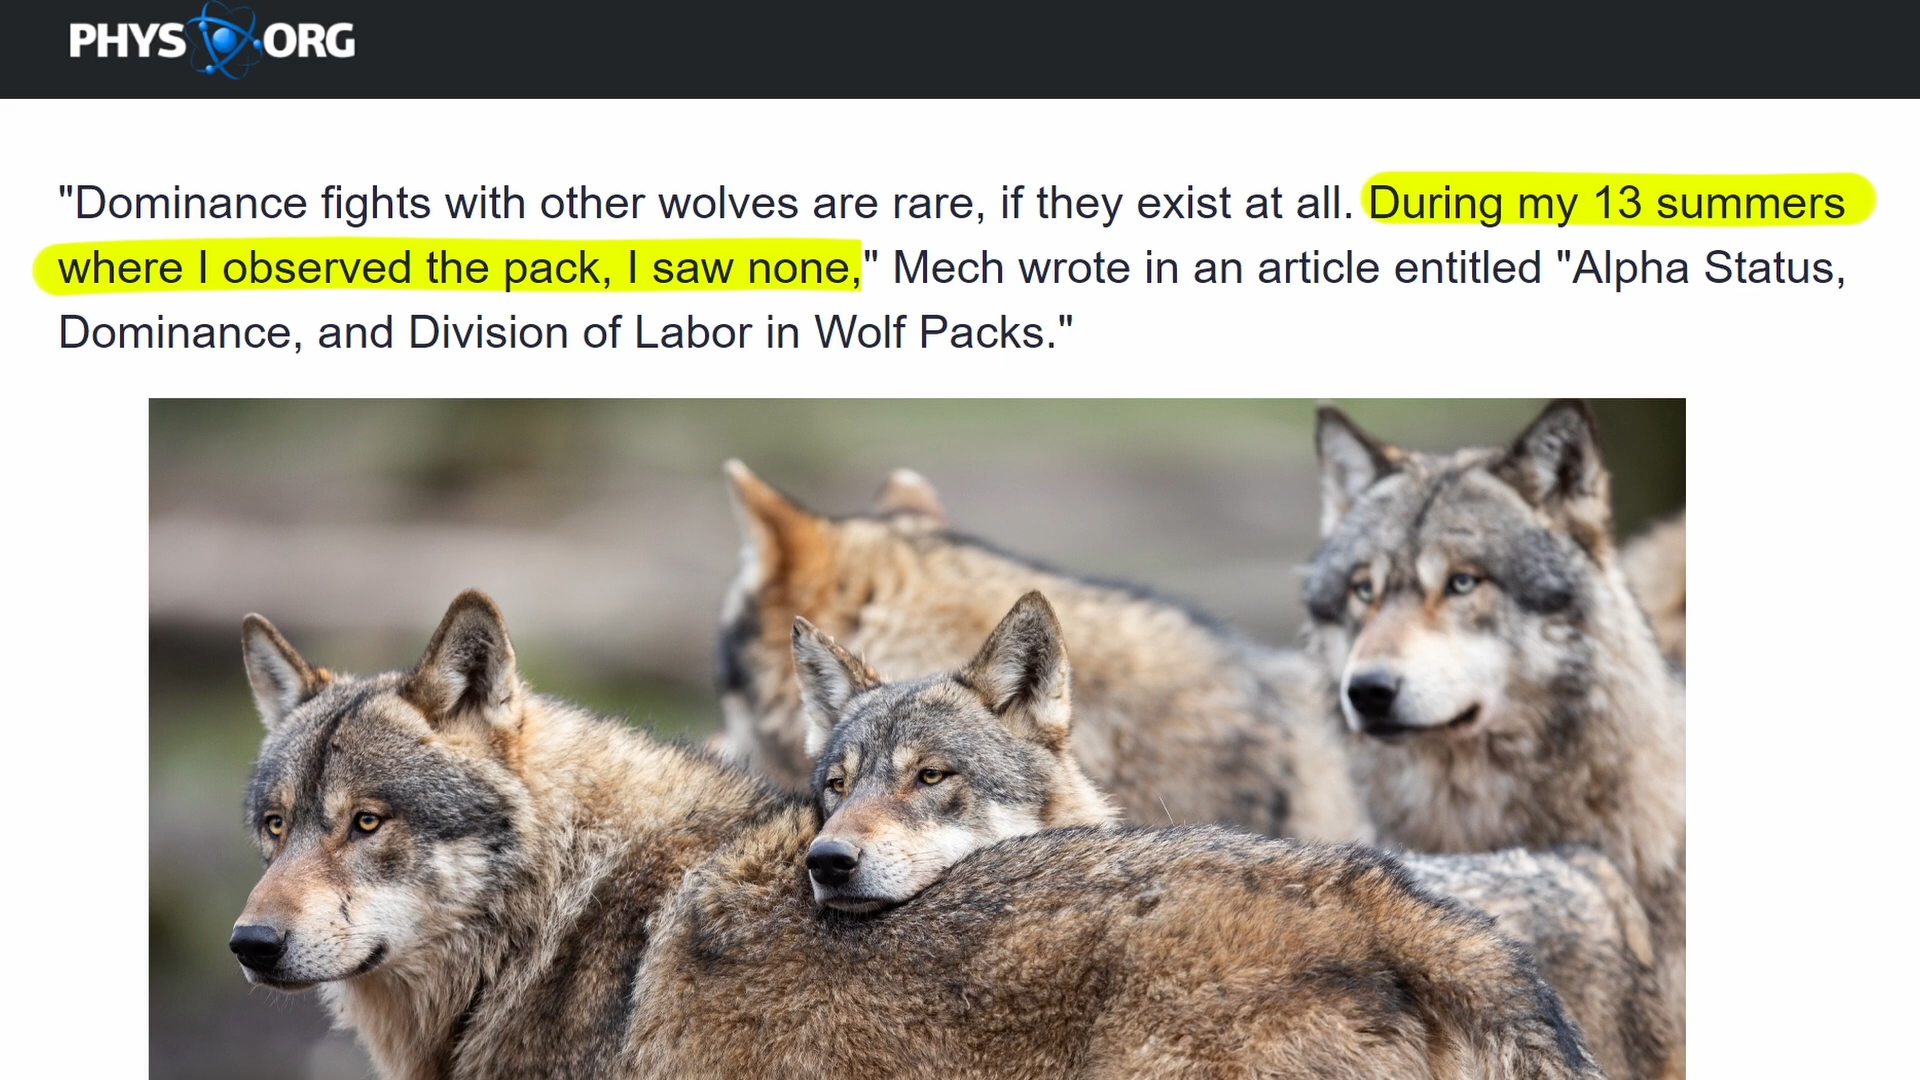 PHYS ORG
"Dominance fights with other wolves are rare, if they exist at all. During my 13 summers
where I observed the pack, I saw none," Mech wrote in an article entitled "Alpha Status,
Dominance, and Division of Labor in Wolf Packs."